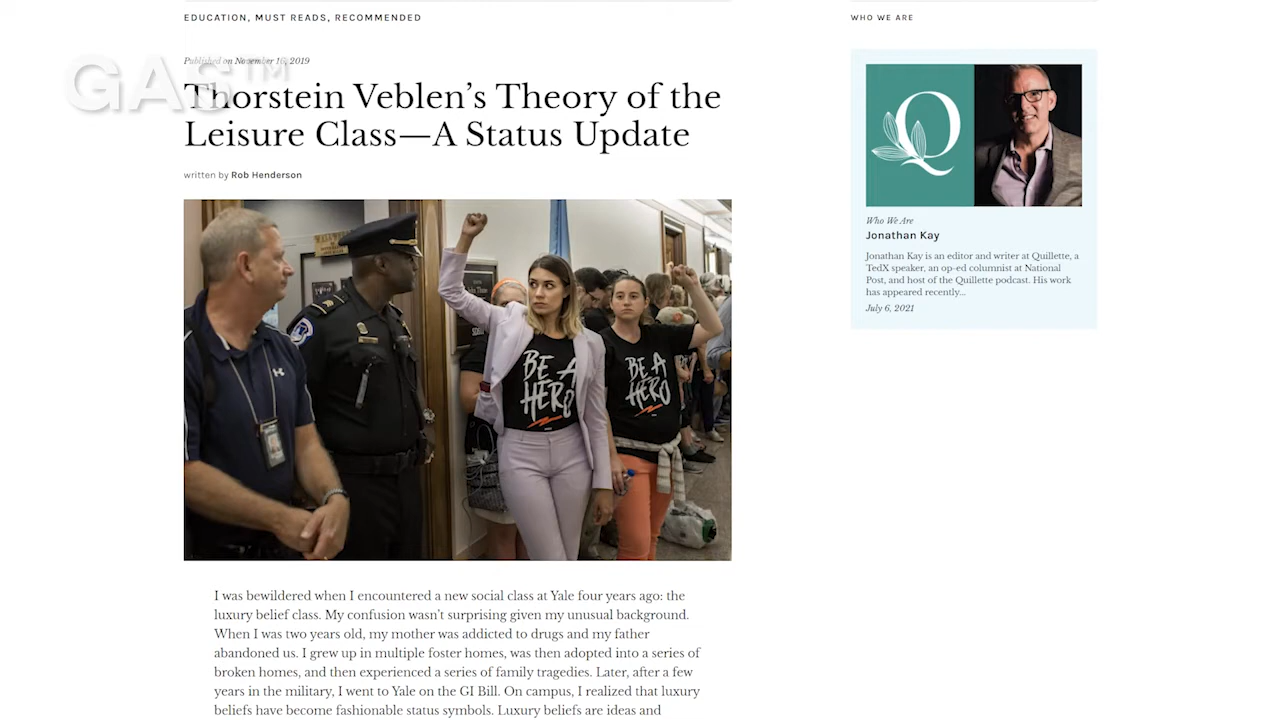 EDUCATION, MUST READS, RECOMMENDED
WHO WE ARE
GAS™
Published on November 16, 2019
Thorstein Veblen’s Theory of the
Leisure Class—A Status Update
written by Rob Henderson
BE A
HERO
BE A
HERO
Q
Who We Are
Jonathan Kay
Jonathan Kay is an editor and writer at Quillette, a
TedX speaker, an op-ed columnist at National
Post, and host of the Quillette podcast. His work
has appeared recently...
July 6, 2021
I was bewildered when I encountered a new social class at Yale four years ago: the
luxury belief class. My confusion wasn’t surprising given my unusual background.
When I was two years old, my mother was addicted to drugs and my father
abandoned us. I grew up in multiple foster homes, was then adopted into a series of
broken homes, and then experienced a series of family tragedies. Later, after a few
years in the military, I went to Yale on the GI Bill. On campus, I realized that luxury
beliefs have become fashionable status symbols. Luxury beliefs are ideas and